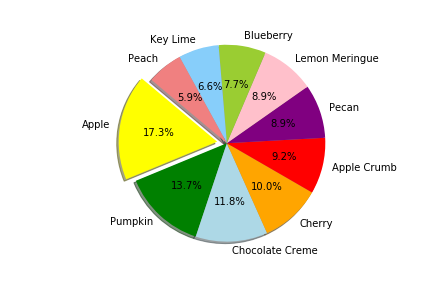 Blueberry
Key Lime
Lemon Meringue
Peach
6.6%
7.7%
5.9%
8.9%
Pecan
Apple
17.3%
8.9%
9.2%
Apple Crumb
13.7%
10.0%
11.8%
Pumpkin
Cherry
Chocolate Creme